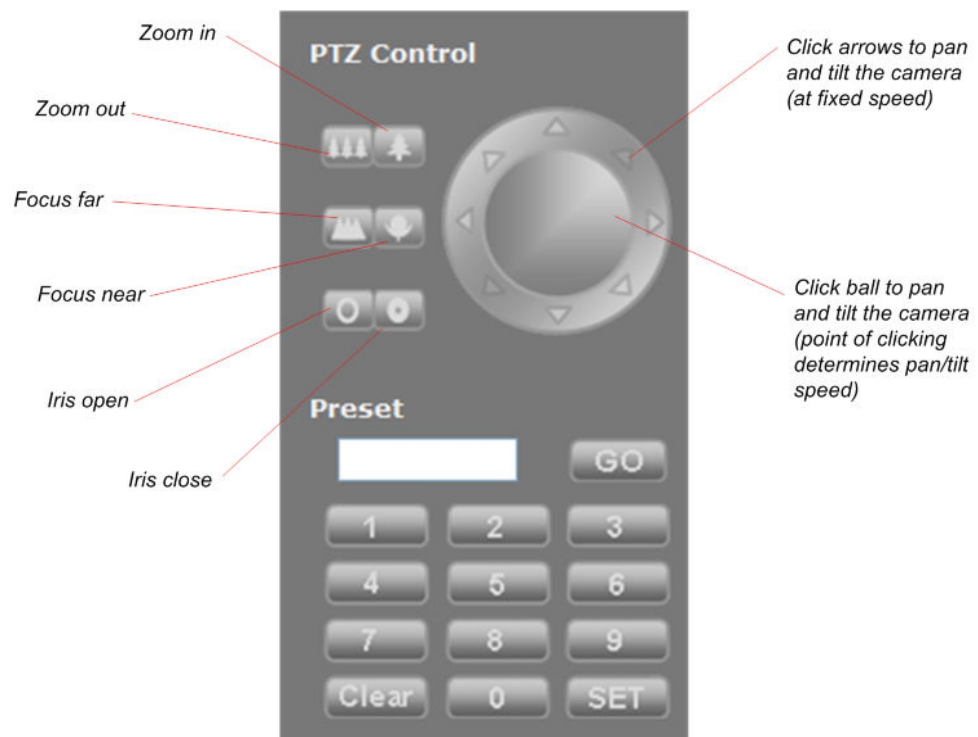 Zoom in
PTZ Control
Click arrows to pan
and tilt the camera
(at fixed speed)
Zoom out
Focus far
Focus near
Click ball to pan
and tilt the camera
(point of clicking
determines pan/tilt
speed)
Iris open
Preset
Iris close
GO
1 2 3
4 5 6
7 8 9
Clear 0 SET